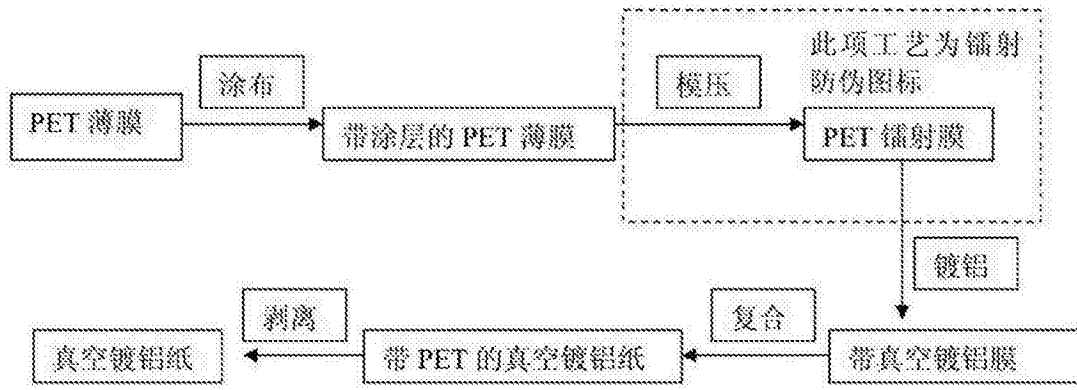 此项工艺为镭射
防伪图标
涂布
模压
PET 薄膜
带涂层的 PET 薄膜
PET 镭射膜
镀铝
剥离
复合
真空镀铝纸
带 PET 的真空镀铝纸
带真空镀铝膜